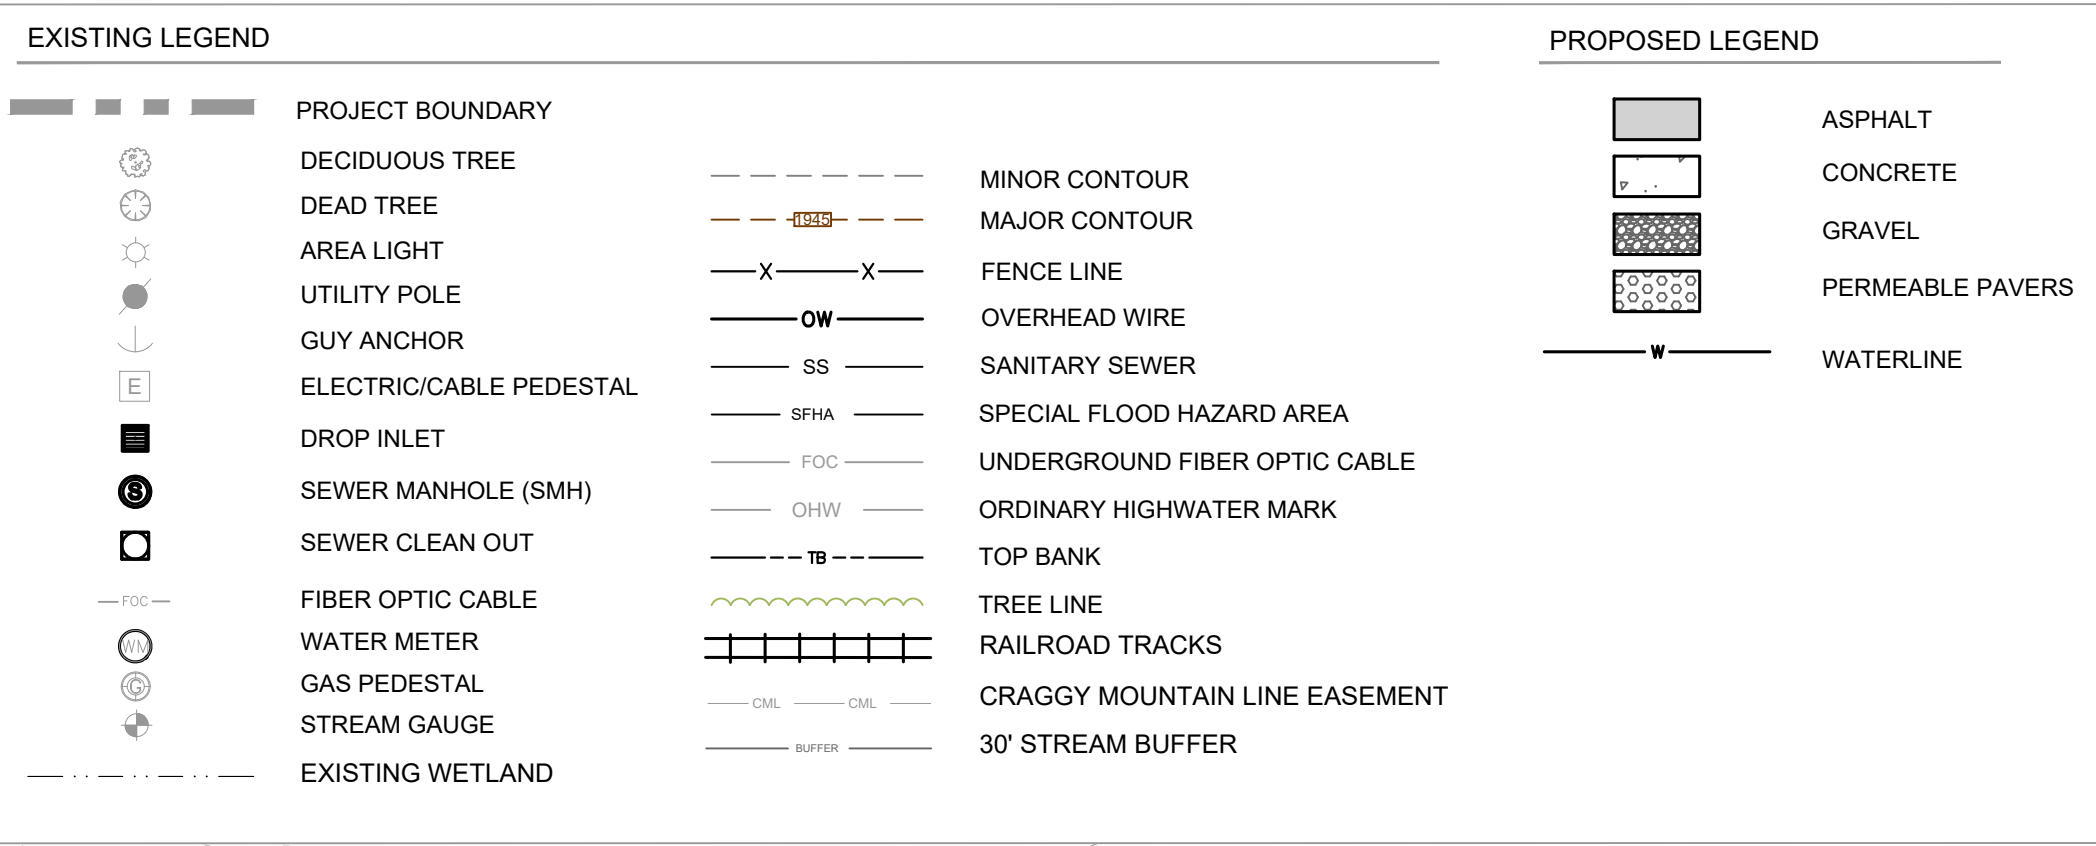 EXISTING LEGEND
PROJECT BOUNDARY
DECIDUOUS TREE
DEAD TREE
AREA LIGHT
UTILITY POLE
GUY ANCHOR
E ELECTRIC/CABLE PEDESTAL
DROP INLET
S SEWER MANHOLE (SMH)
SEWER CLEAN OUT
FOC FIBER OPTIC CABLE
WM WATER METER
G GAS PEDESTAL
STREAM GAUGE
EXISTING WETLAND
MINOR CONTOUR
1945 MAJOR CONTOUR
X X FENCE LINE
OW OVERHEAD WIRE
SS SANITARY SEWER
SFHA SPECIAL FLOOD HAZARD AREA
FOC UNDERGROUND FIBER OPTIC CABLE
OHW ORDINARY HIGHWATER MARK
TB TOP BANK
TREE LINE
RAILROAD TRACKS
CML CML CRAGGY MOUNTAIN LINE EASEMENT
BUFFER 30' STREAM BUFFER
PROPOSED LEGEND
ASPHALT
CONCRETE
GRAVEL
PERMEABLE PAVERS
W WATERLINE